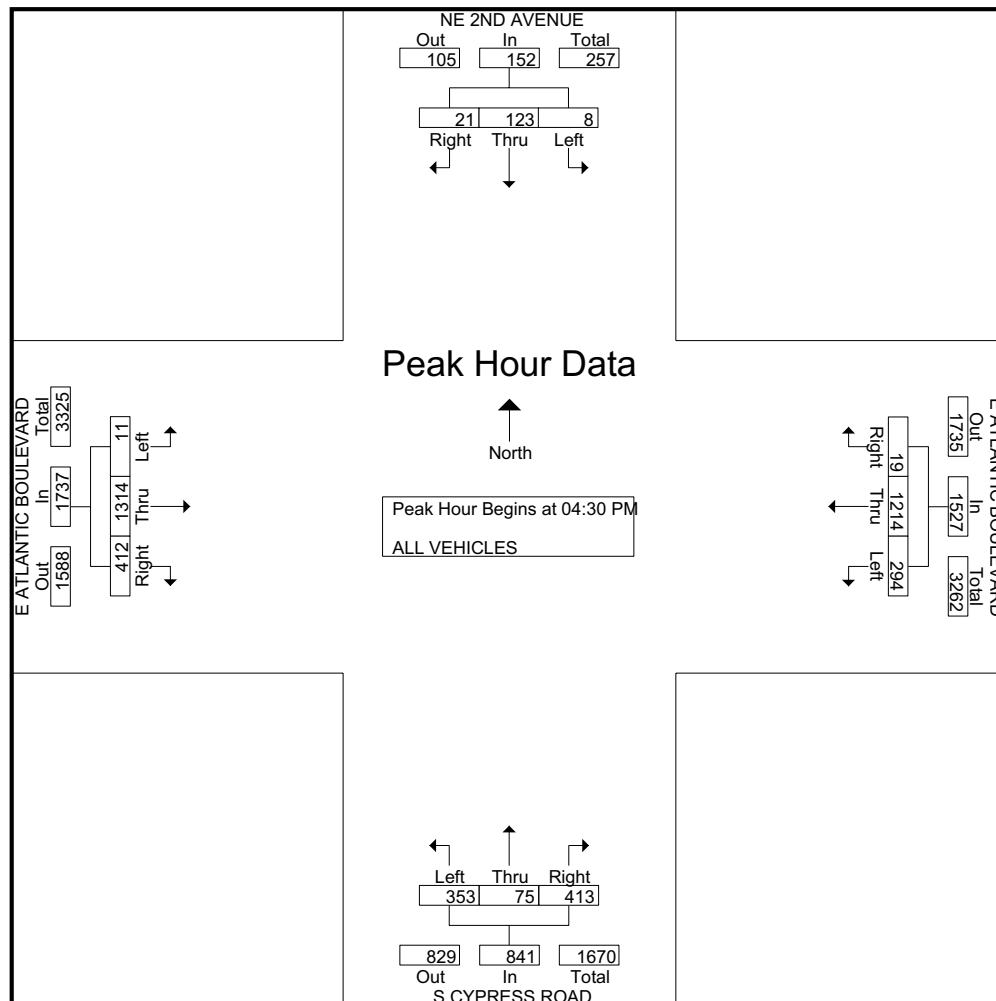 NE 2ND AVENUE
Out In Total
105 152 257
21 123 8
Right Thru Left
Peak Hour Data
North
Peak Hour Begins at 04:30 PM
ALL VEHICLES
E ATLANTIC BOULEVARD
Out In Total
1588 1737 3325
412 1314 11
Right Thru Left
E ATLANTIC BOULEVARD
Out In Total
1735 1527 3262
19 1214 294
Right Thru Left
Left Thru Right
353 75 413
829 841 1670
Out In Total
S CYPRESS ROAD